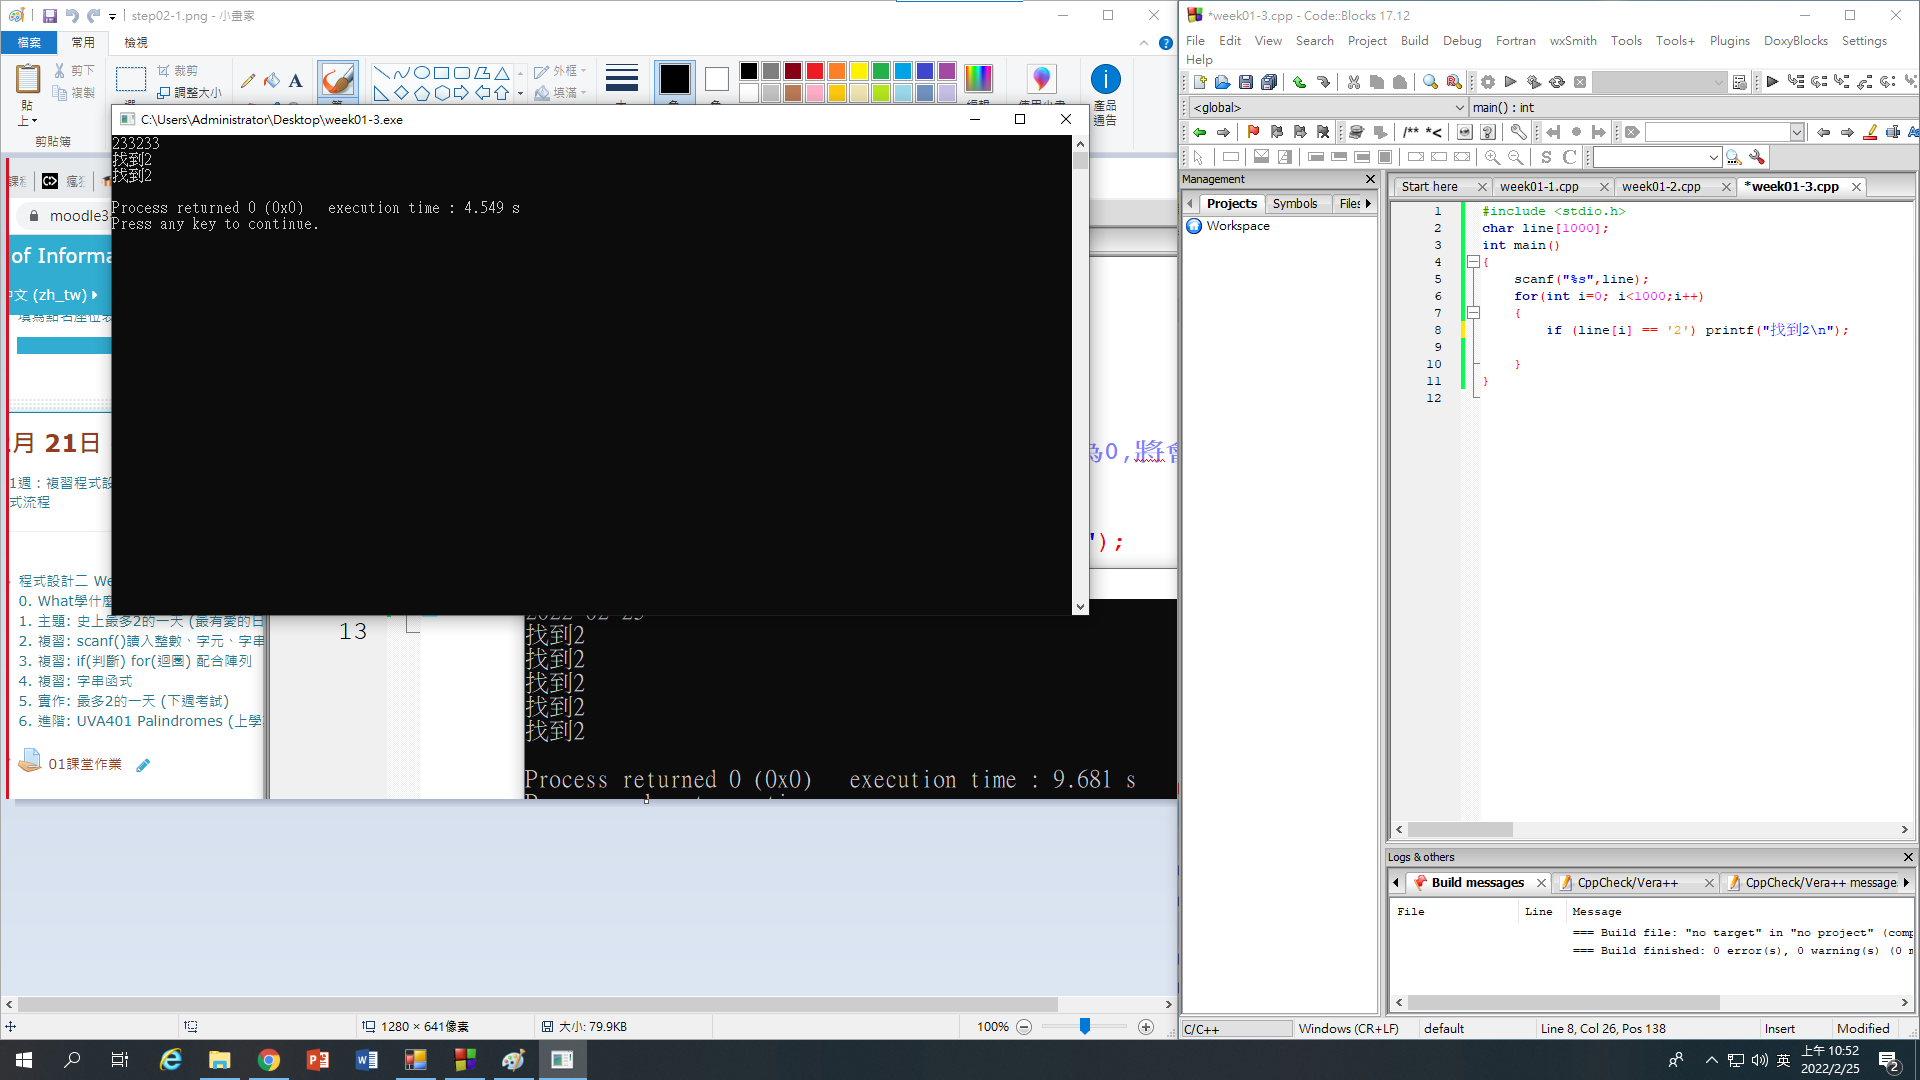 step02-1.png - 小畫家
檔案 常用 檢視
貼上
剪下
複製
剪貼簿
裁剪
調整大小
外框
填滿
產品通告
C:\Users\Administrator\Desktop\week01-3.exe
233233
找到2
找到2
Process returned 0 (0x0)   execution time : 4.549 s
Press any key to continue.
moodle3
of Informa
(zh_tw)
月 21日
1週 : 複習程式設
式流程
程式設計二 We
0. What學什麼
1. 主題: 史上最多2的一天 (最有愛的日
2. 複習: scanf()讀入整數、字元、字串
3. 複習: if(判斷) for(迴圈) 配合陣列
4. 複習: 字串函式
5. 實作: 最多2的一天 (下週考試)
6. 進階: UVA401 Palindromes (上學
01課堂作業
為0,將會
");
13
找到2
找到2
找到2
找到2
找到2
Process returned 0 (0x0)   execution time : 9.681 s
1280 × 641像素
大小: 79.9KB
100%
*week01-3.cpp - Code::Blocks 17.12
File Edit View Search Project Build Debug Fortran wxSmith Tools Tools+ Plugins DoxyBlocks Settings
Help
<global>
main() : int
Management
Projects Symbols Files
Workspace
Start here week01-1.cpp week01-2.cpp *week01-3.cpp
1 #include <stdio.h>
2 char line[1000];
3 int main()
4 {
5 scanf("%s",line);
6 for(int i=0; i<1000;i++)
7 {
8 if (line[i] == '2') printf("找到2\n");
9
10 }
11 }
12
Logs & others
Build messages CppCheck/Vera++ CppCheck/Vera++ message
File Line Message
=== Build file: "no target" in "no project" (comp
=== Build finished: 0 error(s), 0 warning(s) (0 m
C/C++ Windows (CR+LF) default Line 8, Col 26, Pos 138 Insert Modified
英
上午 10:52
2022/2/25
2